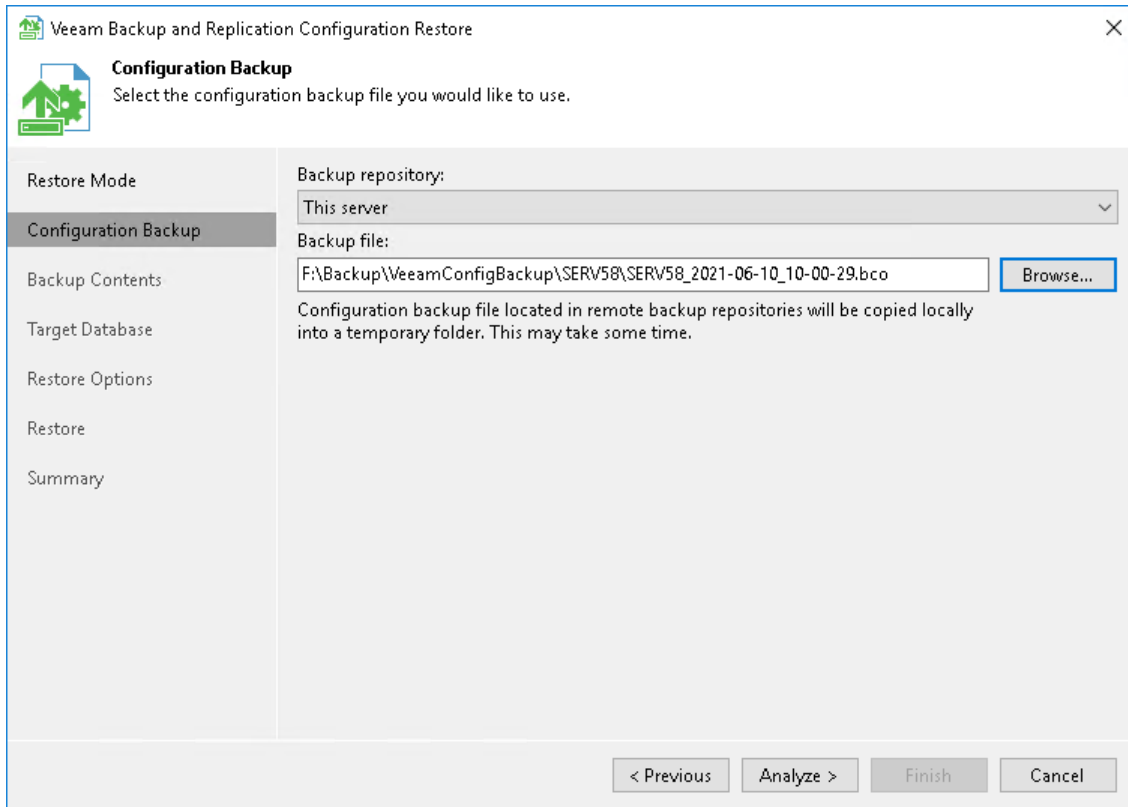 Veeam Backup and Replication Configuration Restore
Configuration Backup
Select the configuration backup file you would like to use.
Restore Mode
Configuration Backup
Backup Contents
Target Database
Restore Options
Restore
Summary
Backup repository:
This server
Backup file:
F:\Backup\VeeamConfigBackup\SERV58\SERV58_2021-06-10_10-00-29.bco
Browse...
Configuration backup file located in remote backup repositories will be copied locally
into a temporary folder. This may take some time.
< Previous
Analyze >
Finish
Cancel